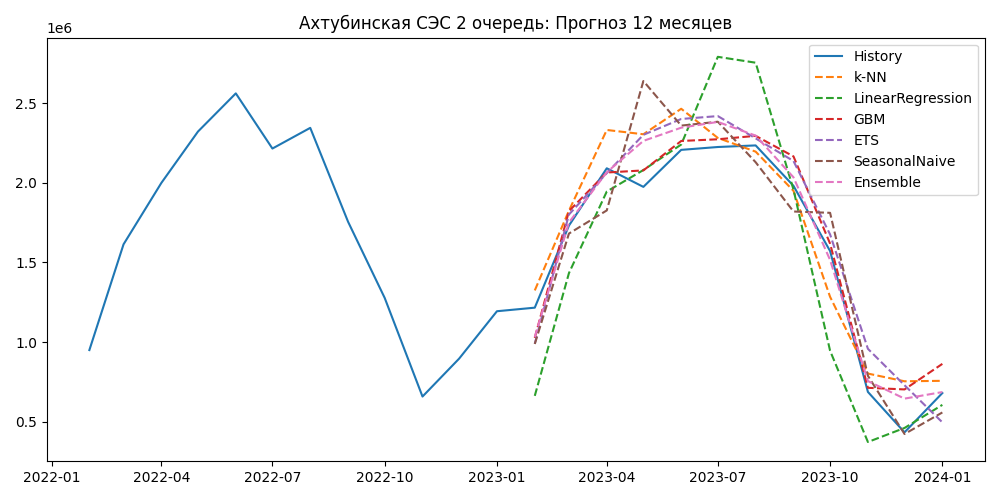 Ахтубинская СЭС 2 очередь: Прогноз 12 месяцев
1e6
2.5
2.0
1.5
1.0
0.5
2022-01
2022-04
2022-07
2022-10
2023-01
2023-04
2023-07
2023-10
2024-01
History
k-NN
LinearRegression
GBM
ETS
SeasonalNaive
Ensemble